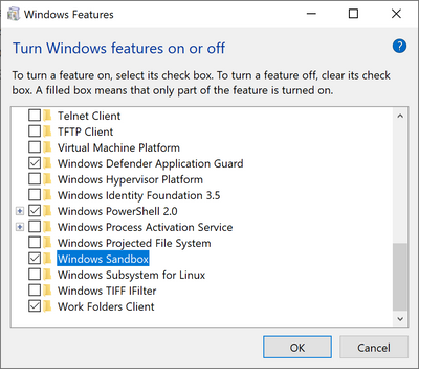 Windows Features
Turn Windows features on or off
To turn a feature on, select its check box. To turn a feature off, clear its check
box. A filled box means that only part of the feature is turned on.
Telnet Client
TFTP Client
Virtual Machine Platform
Windows Defender Application Guard
Windows Hypervisor Platform
Windows Identity Foundation 3.5
Windows PowerShell 2.0
Windows Process Activation Service
Windows Projected File System
Windows Sandbox
Windows Subsystem for Linux
Windows TIFF IFilter
Work Folders Client
OK Cancel